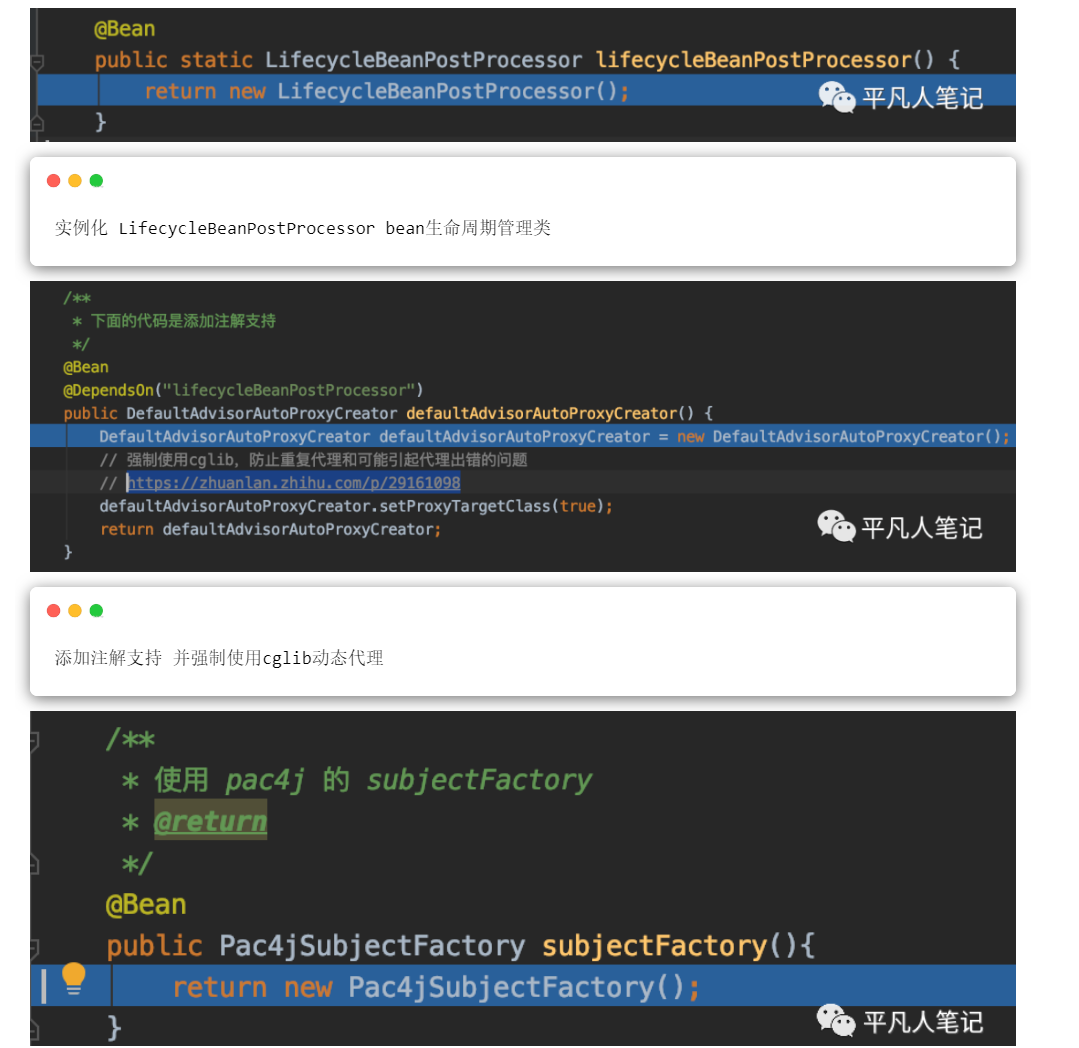 @Bean
public static LifecycleBeanPostProcessor lifecycleBeanPostProcessor() {
return new LifecycleBeanPostProcessor();
平凡人笔记
}
实例化 LifecycleBeanPostProcessor bean生命周期管理类
/**
* 下面的代码是添加注解支持
*/
@Bean
@DependsOn("lifecycleBeanPostProcessor")
public DefaultAdvisorAutoProxyCreator defaultAdvisorAutoProxyCreator() {
DefaultAdvisorAutoProxyCreator defaultAdvisorAutoProxyCreator = new DefaultAdvisorAutoProxyCreator();
// 强制使用cglib，防止重复代理和可能引起代理出错的问题
// https://zhuanlan.zhihu.com/p/29161098
defaultAdvisorAutoProxyCreator.setProxyTargetClass(true);
return defaultAdvisorAutoProxyCreator;
平凡人笔记
}
添加注解支持 并强制使用cglib动态代理
/**
* 使用 pac4j 的 subjectFactory
* @return
*/
@Bean
public Pac4jSubjectFactory subjectFactory(){
return new Pac4jSubjectFactory();
}
平凡人笔记